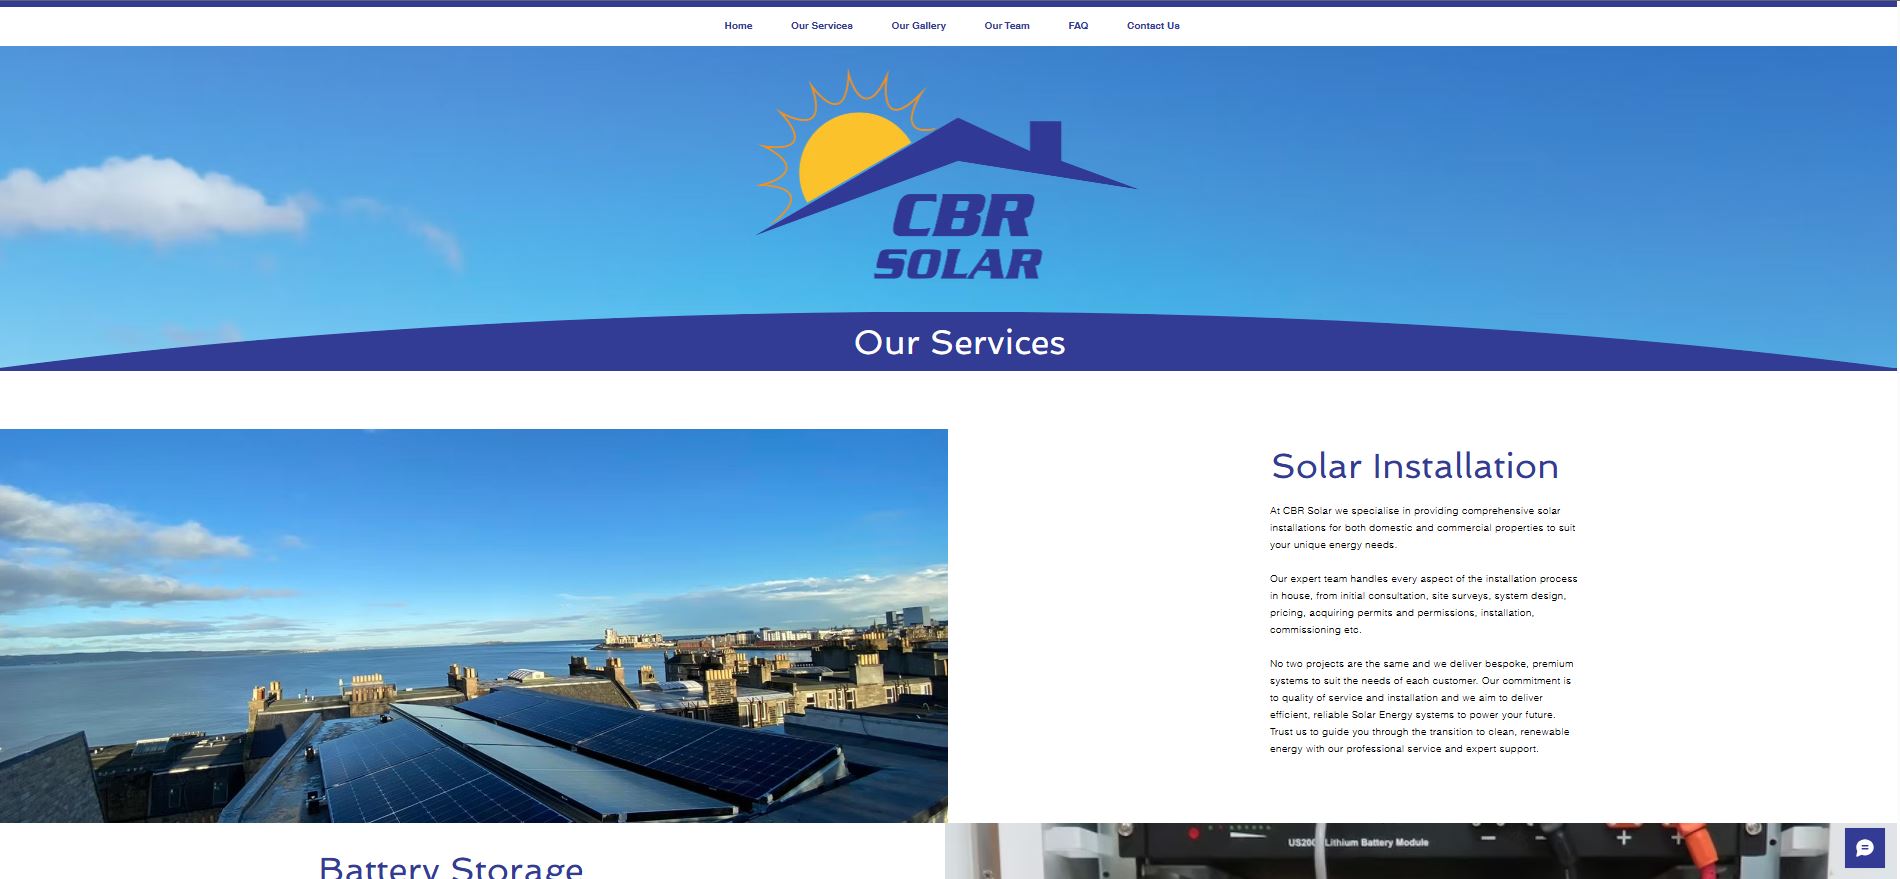 Home Our Services Our Gallery Our Team FAQ Contact Us
CBR
SOLAR
Our Services
Solar Installation
At CBR Solar we specialise in providing comprehensive solar
installations for both domestic and commercial properties to suit
your unique energy needs.
Our expert team handles every aspect of the installation process
in house, from initial consultation, site surveys, system design,
pricing, acquiring permits and permissions, installation,
commissioning etc.
No two projects are the same and we deliver bespoke, premium
systems to suit the needs of each customer. Our commitment is
to quality of service and installation and we aim to deliver
efficient, reliable Solar Energy systems to power your future.
Trust us to guide you through the transition to clean, renewable
energy with our professional service and expert support.
Battery Storage
Lithium Battery Module